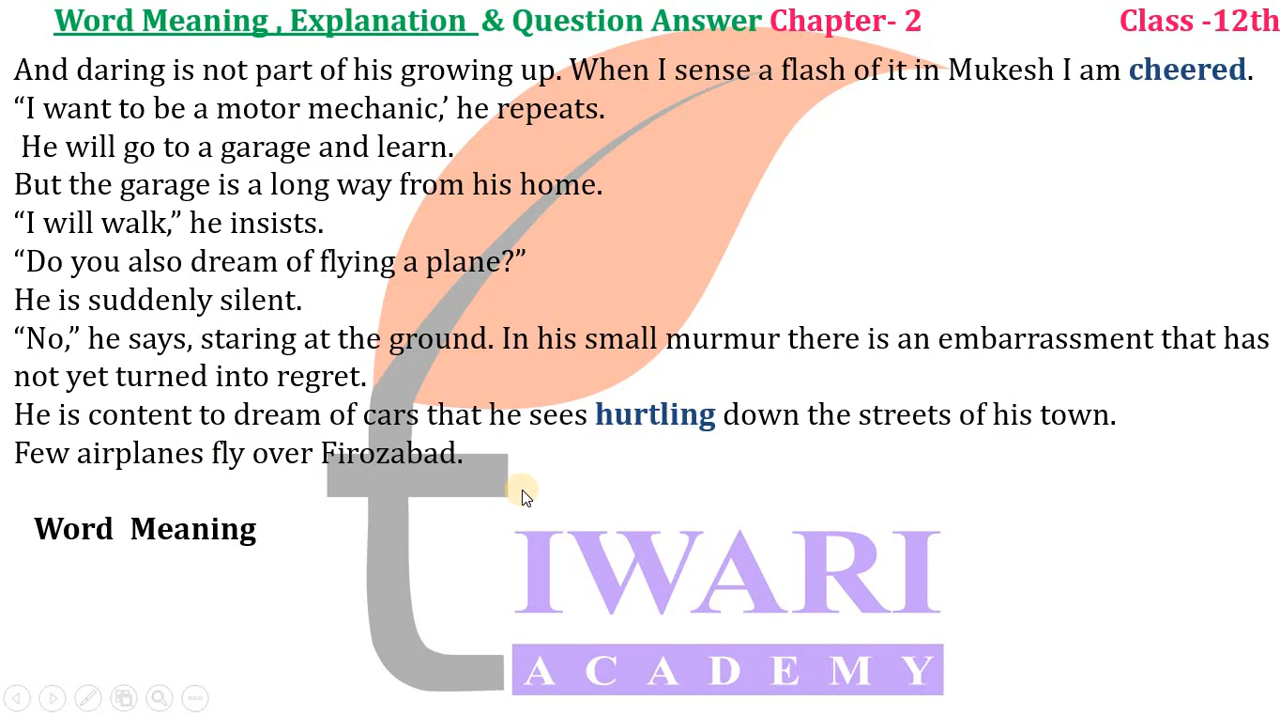 Word Meaning , Explanation & Question Answer Chapter- 2 Class -12th
And daring is not part of his growing up. When I sense a flash of it in Mukesh I am cheered.
“I want to be a motor mechanic,’ he repeats.
He will go to a garage and learn.
But the garage is a long way from his home.
“I will walk,” he insists.
“Do you also dream of flying a plane?”
He is suddenly silent.
“No,” he says, staring at the ground. In his small murmur there is an embarrassment that has
not yet turned into regret.
He is content to dream of cars that he sees hurtling down the streets of his town.
Few airplanes fly over Firozabad.
Word Meaning
TIWARI
ACADEMY